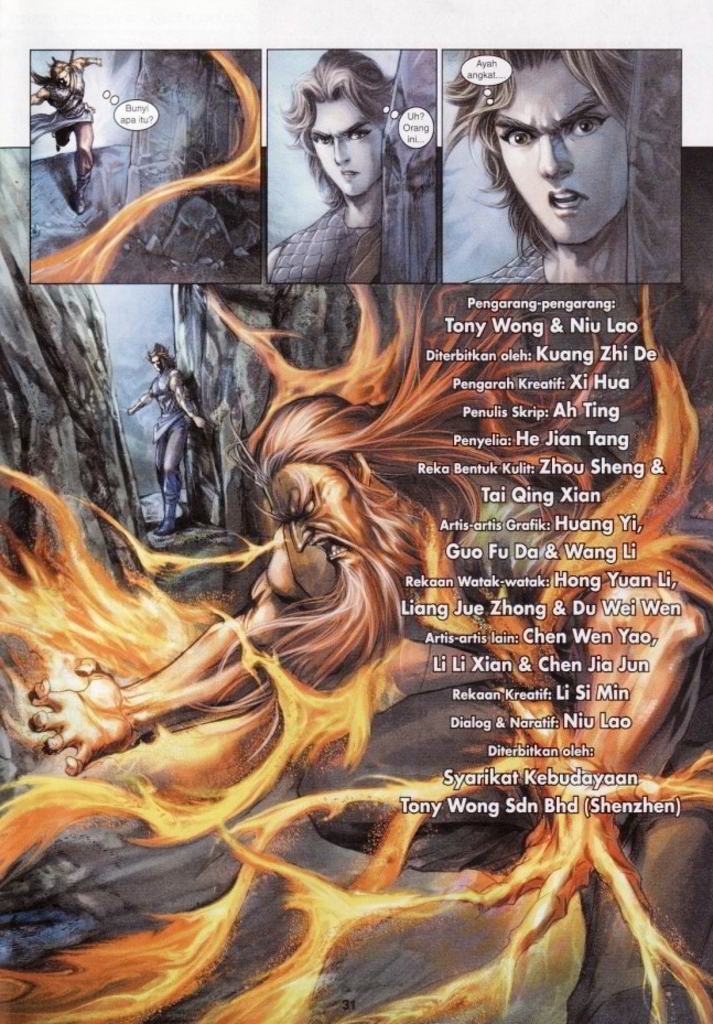 Bunyi
apa itu?
Uh?
Orang
ini...
Ayah
angkat....
Pengarang-pengarang:
Tony Wong & Niu Lao
Diterbitkan oleh: Kuang Zhi De
Pengarah Kreatif: Xi Hua
Penulis Skrip: Ah Ting
Penyelia: He Jian Tang
Reka Bentuk Kulit: Zhou Sheng &
Tai Qing Xian
Artis-artis Grafik: Huang Yi,
Guo Fu Da & Wang Li
Rekaan Watak-watak: Hong Yuan Li,
Liang Jue Zhong & Du Wei Wen
Artis-artis lain: Chen Wen Yao,
Li Li Xian & Chen Jia Jun
Rekaan Kreatif: Li Si Min
Dialog & Naratif: Niu Lao
Diterbitkan oleh:
Syarikat Kebudayaan
Tony Wong Sdn Bhd (Shenzhen)
31